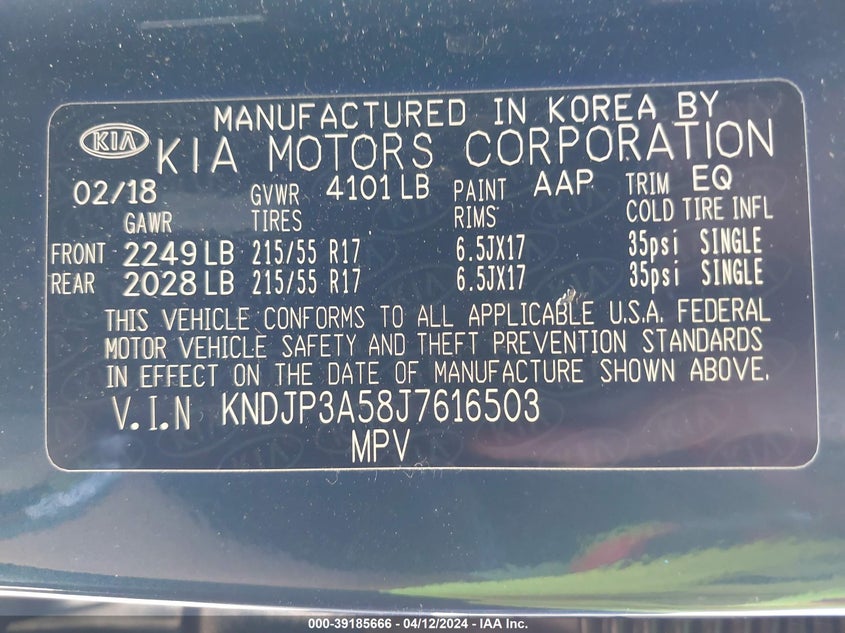 MANUFACTURED IN KOREA BY
KIA KIA MOTORS CORPORATION
02/18 GVWR 4101 LB PAINT AAP TRIM EQ
GAWR TIRES RIMS COLD TIRE INFL
FRONT 2249 LB 215/55 R17 6.5JX17 35psi SINGLE
REAR 2028 LB 215/55 R17 6.5JX17 35psi SINGLE
THIS VEHICLE CONFORMS TO ALL APPLICABLE U.S.A. FEDERAL
MOTOR VEHICLE SAFETY AND THEFT PREVENTION STANDARDS
IN EFFECT ON THE DATE OF MANUFACTURE SHOWN ABOVE.
V.I.N KNDJP3A58J7616503
MPV
000-39185666 - 04/12/2024 - IAA Inc.